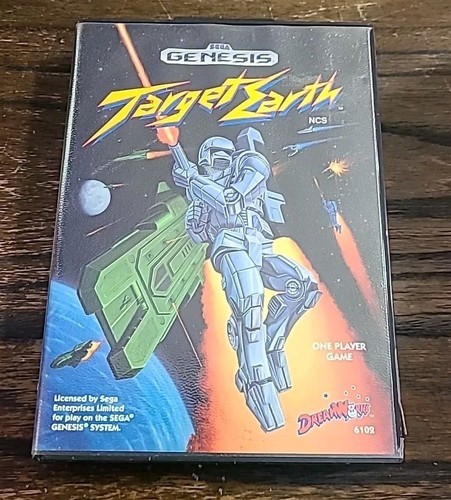 SEGA
GENESIS
Target Earth
™
NCS
ONE PLAYER
GAME
Licensed by Sega
Enterprises Limited
for play on the SEGA®
GENESIS® SYSTEM.
DREAMWORKS
6102